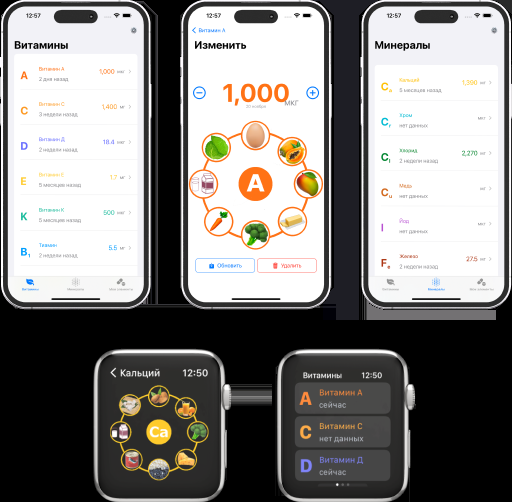 12:57
Витамины
A
Витамин A
2 дня назад
1,000 мкг
C
Витамин C
3 недели назад
1,400 мг
D
Витамин Д
2 недели назад
18.4 мкг
E
Витамин E
5 месяцев назад
1.7 мг
K
Витамин K
5 месяцев назад
500 мкг
B1
Тиамин
3 недели назад
5.5 мг
Витамины
Минералы
Мои элементы
12:57
Витамин A
Изменить
1,000 МКГ
A
Обновить
Удалить
12:57
Минералы
Ca
Кальций
5 месяцев назад
1,300 мг
Cr
Хром
нет данных
мкг
Cl
Хлорид
2 недели назад
2,270 мг
Cu
Медь
нет данных
мкг
I
Йод
нет данных
мкг
Fe
Железо
2 недели назад
27.5 мг
Витамины
Минералы
Мои элементы
Кальций
12:50
Ca
Витамины
12:50
A
Витамин A
сейчас
C
Витамин C
нет данных
D
Витамин Д
сейчас